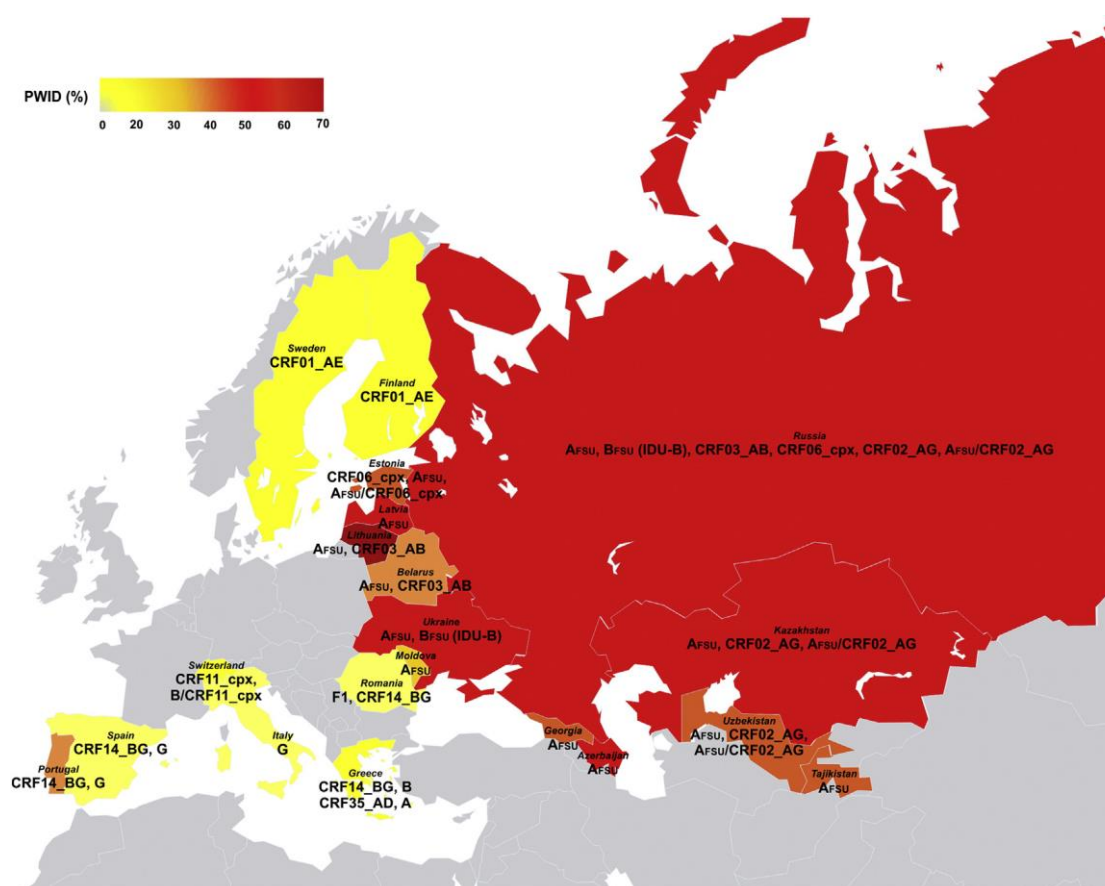 PWID (%)
0 20 30 40 50 60 70
Sweden
CRF01_AE
Finland
CRF01_AE
Russia
AFSU, BFSU (IDU-B), CRF03_AB, CRF06_cpx, CRF02_AG, AFSU/CRF02_AG
Estonia
CRF06_cpx, AFSU,
AFSU/CRF06_cpx
Latvia
AFSU
Lithuania
AFSU, CRF03_AB
Belarus
AFSU, CRF03_AB
Ukraine
AFSU, BFSU (IDU-B)
Kazakhstan
AFSU, CRF02_AG, AFSU/CRF02_AG
Moldova
AFSU
Switzerland
CRF11_cpx,
B/CRF11_cpx
Romania
F1, CRF14_BG
Spain
CRF14_BG, G
Italy
G
Georgia
AFSU
Uzbekistan
AFSU, CRF02_AG,
AFSU/CRF02_AG
Azerbaijan
AFSU
Portugal
CRF14_BG, G
Greece
CRF14_BG, B
CRF35_AD, A
Tajikistan
AFSU